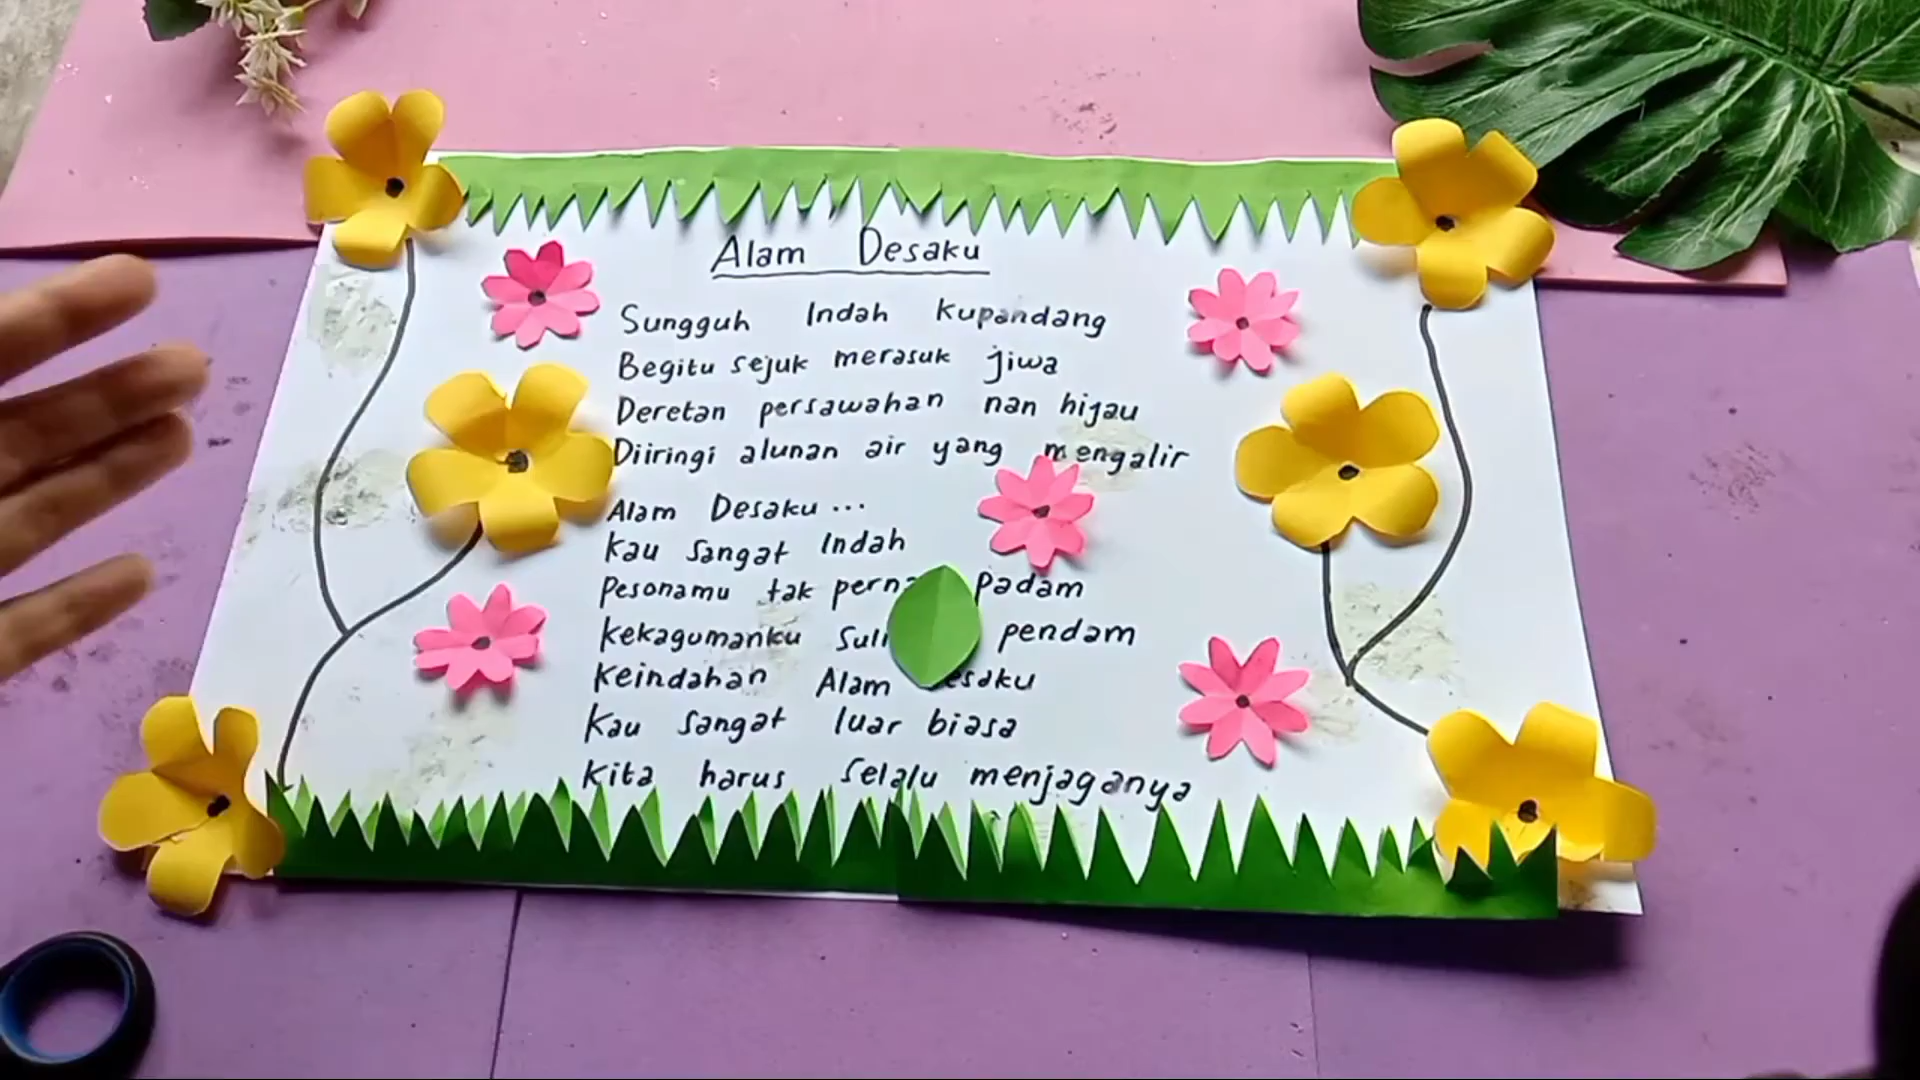 Alam Desaku
Sungguh Indah Kupandang
Begitu sejuk merasuk jiwa
Deretan persawahan nan hijau
Diiringi alunan air yang mengalir
Alam Desaku...
Kau sangat Indah
Pesonamu tak Padam
Kekagumanku pendam
Keindahan Alam
Kau sangat luar biasa
Kita harus selalu menjaganya